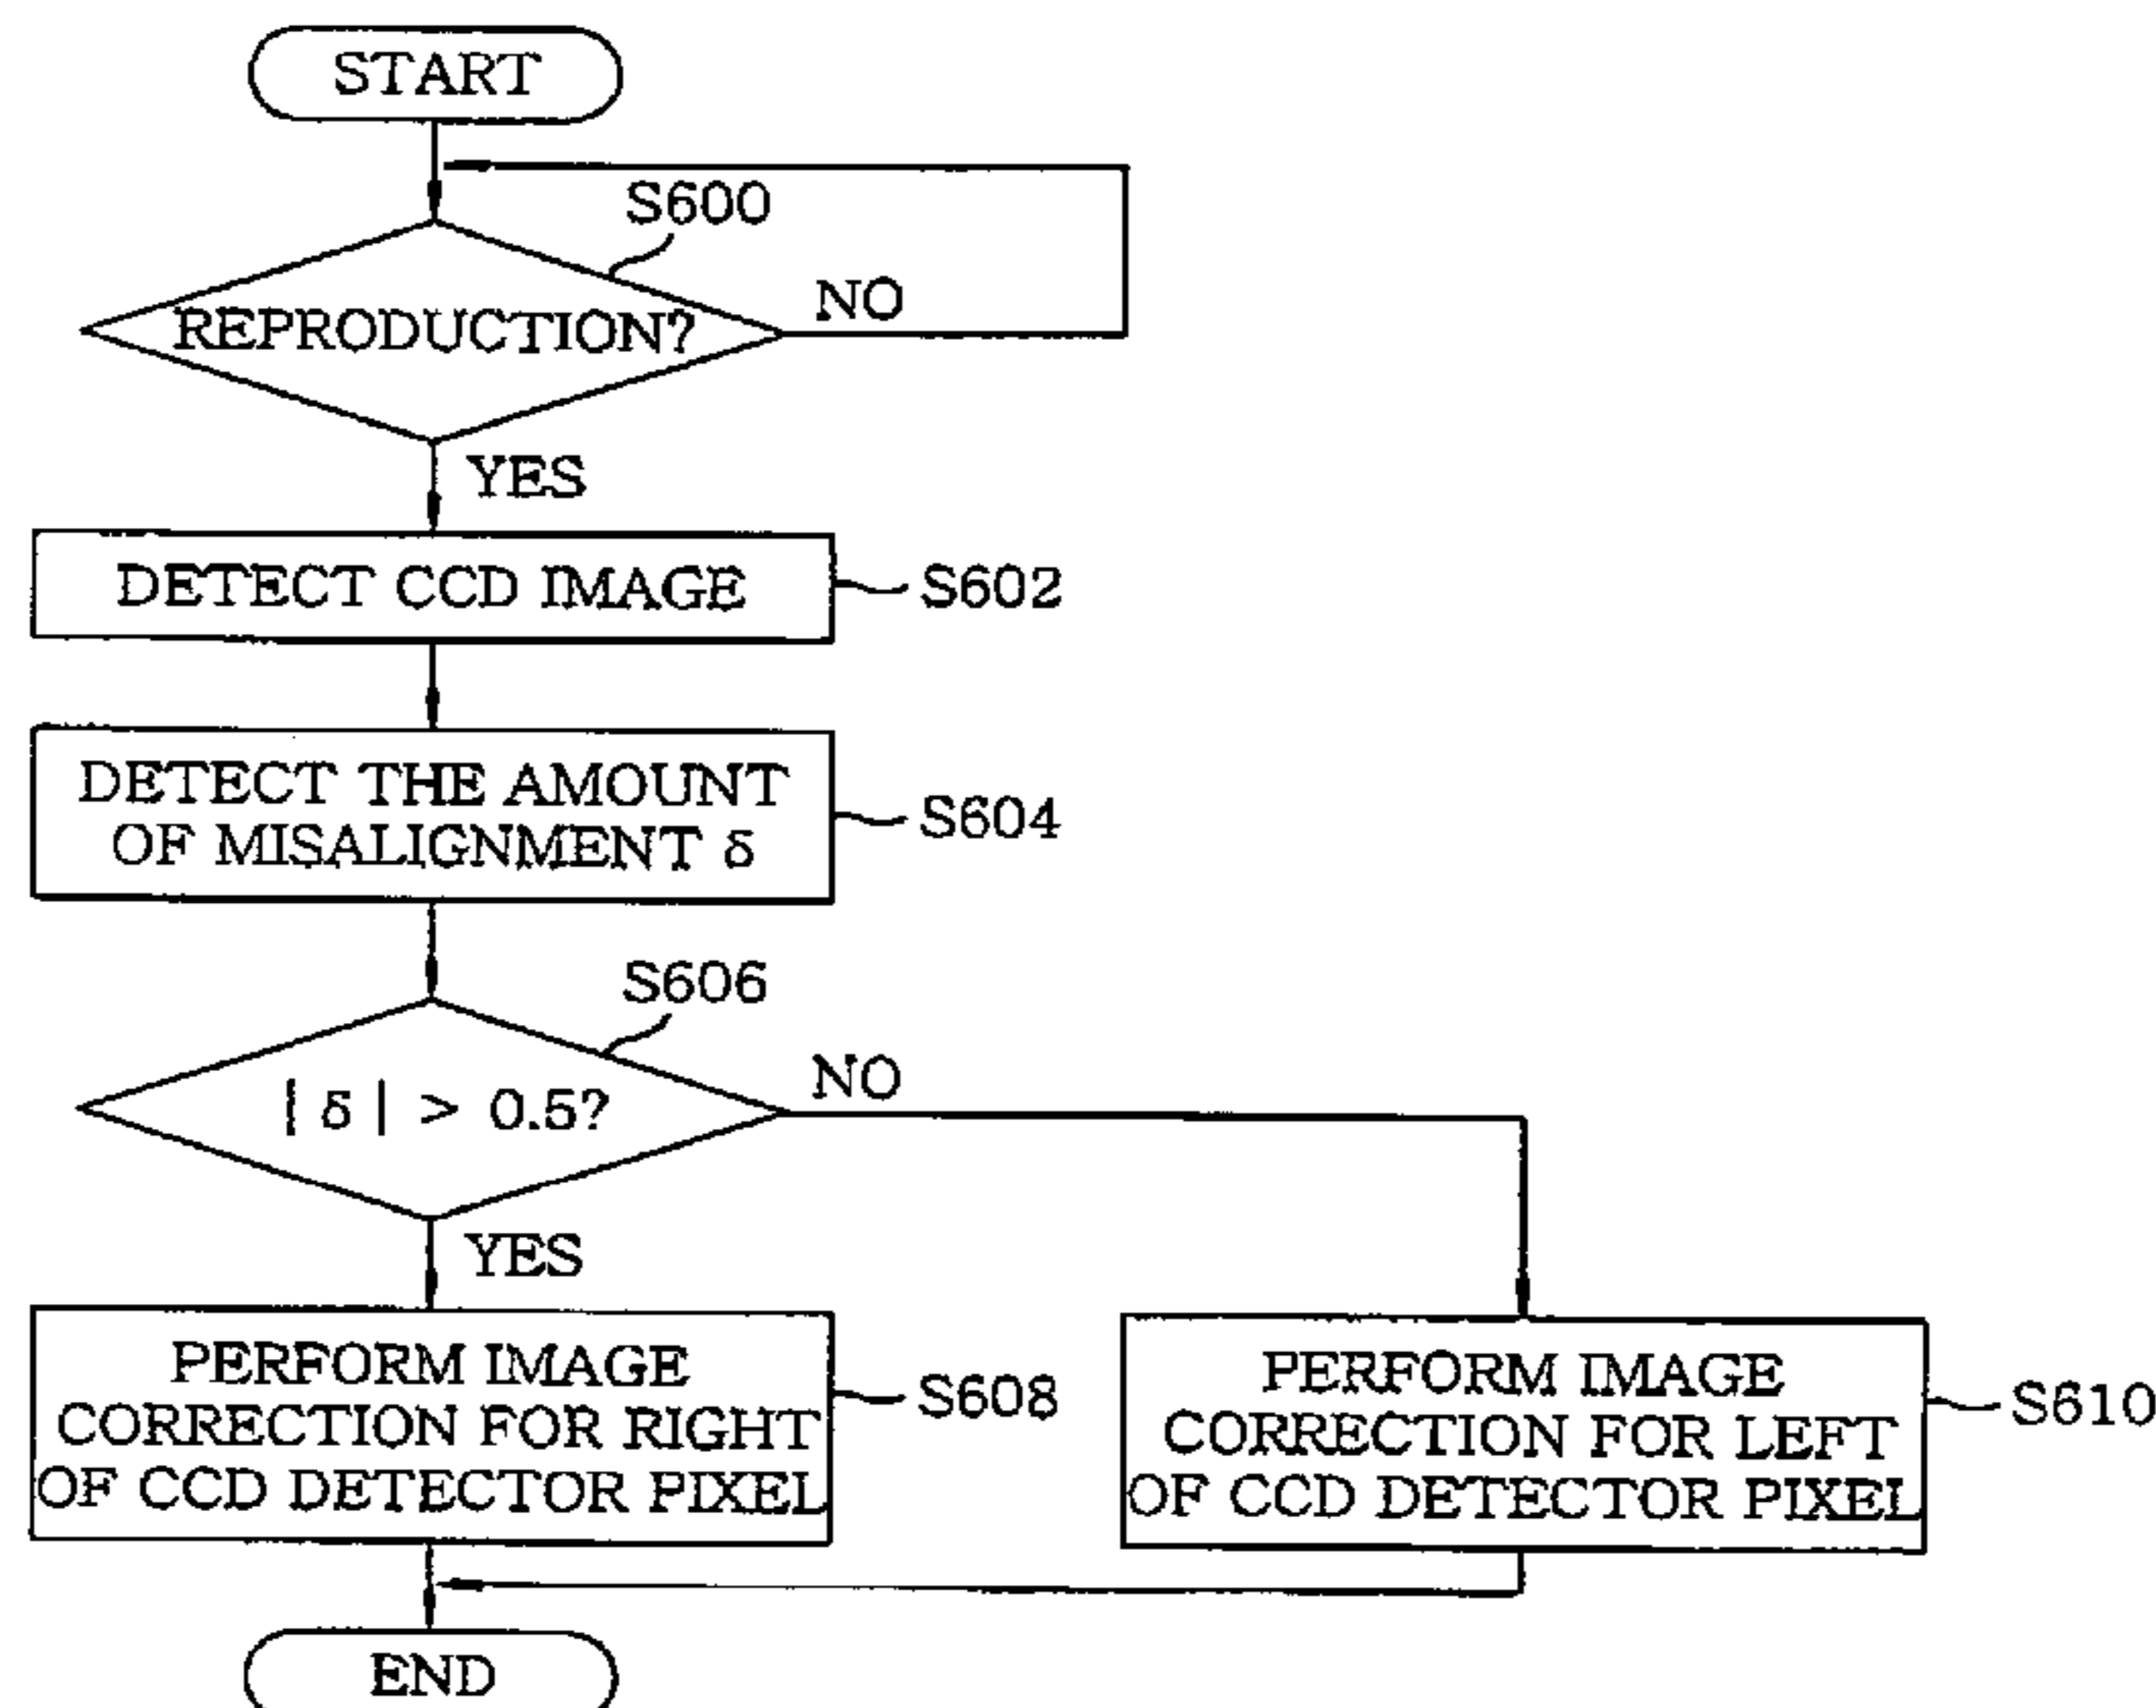 START
S600
REPRODUCTION?
NO
YES
DETECT CCD IMAGE
S602
DETECT THE AMOUNT
OF MISALIGNMENT δ
S604
S606
| δ | > 0.5?
NO
YES
PERFORM IMAGE
CORRECTION FOR RIGHT
OF CCD DETECTOR PIXEL
S608
PERFORM IMAGE
CORRECTION FOR LEFT
OF CCD DETECTOR PIXEL
S610
END